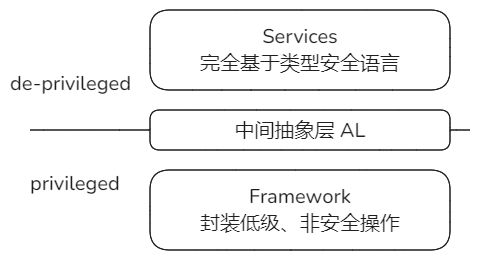 Services
完全基于类型安全语言
de-privileged
中间抽象层 AL
privileged
Framework
封装低级、非安全操作